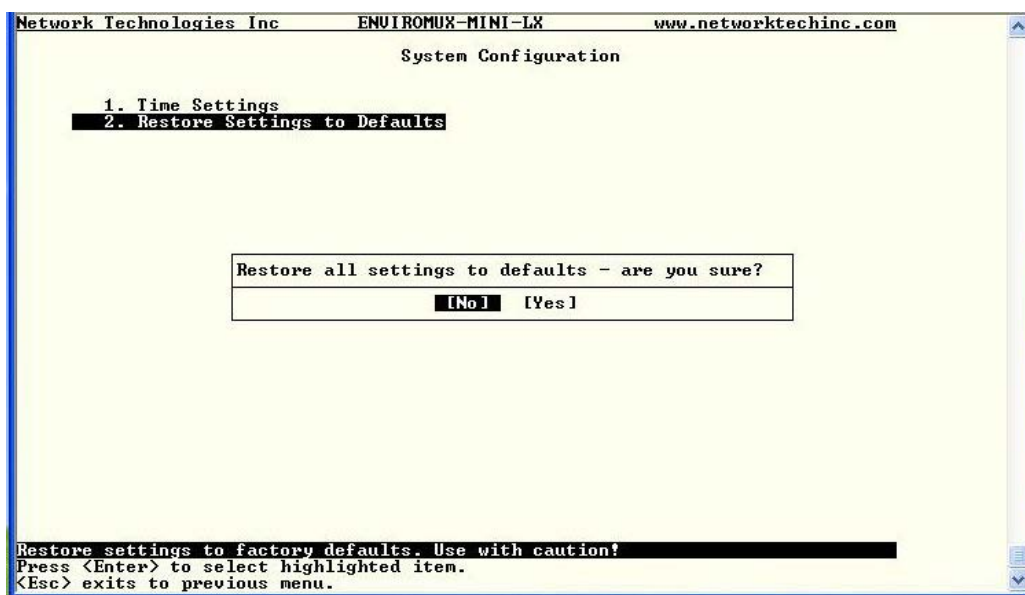 Network Technologies Inc ENVIROMUX-MINI-LX www.networktechinc.com
System Configuration
1. Time Settings
2. Restore Settings to Defaults
Restore all settings to defaults - are you sure?
[No] [Yes]
Restore settings to factory defaults. Use with caution!
Press <Enter> to select highlighted item.
<Esc> exits to previous menu.